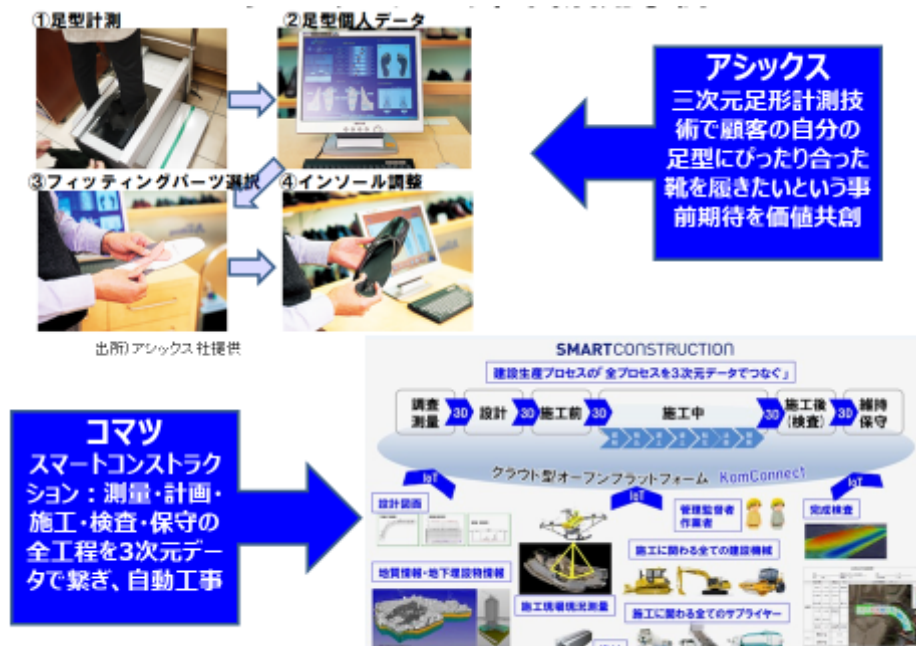 ①足型計測
②足型個人データ
③フィッティングパーツ選択
④インソール調整
出所)アシックス社提供
アシックス
三次元足形計測技
術で顧客の自分の
足型にぴったり合った
靴を履きたいという事
前期待を価値共創
コマツ
スマートコンストラク
ション：測量・計画・
施工・検査・保守の
全工程を3次元デー
タで繋ぎ、自動工事
SMARTCONSTRUCTION
建設生産プロセスの「全プロセスを3次元データでつなぐ」
調査
測量
3D
設計
3D
施工前
3D
施工中
3D
施工後
(検査)
3D
維持
保守
クラウド型オープンプラットフォーム KomConnect
IoT
IoT
IoT
設計図面
管理監督者
作業者
完成検査
施工に関わる全ての建設機械
地質情報・地下埋設物情報
施工現場現況測量
施工に関わる全てのサプライヤー